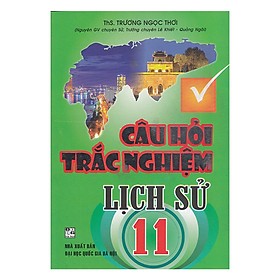 ThS. TRƯƠNG NGỌC THƠI
(Nguyên GV chuyên Sử, trường chuyên Lê Khiết - Quảng Ngãi)
CÂU HỎI
TRẮC NGHIỆM
LỊCH SỬ
11
NHÀ XUẤT BẢN
ĐẠI HỌC QUỐC GIA HÀ NỘI